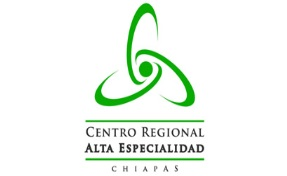 CENTRO REGIONAL
ALTA ESPECIALIDAD
CHIAPAS